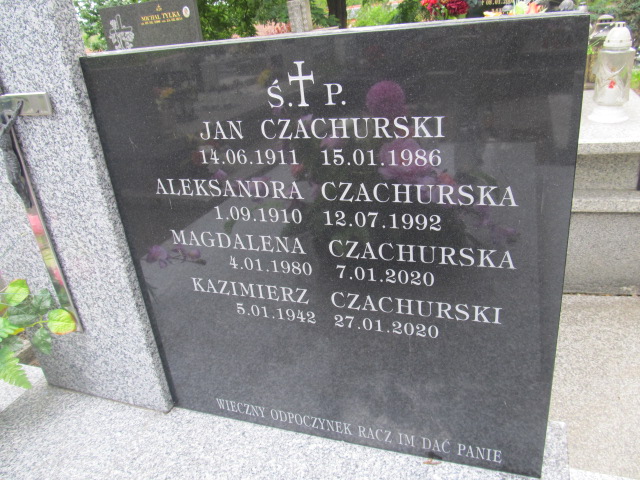 MICHAŁ TYLKA
Ś. P.
JAN CZACHURSKI
14.06.1911 15.01.1986
ALEKSANDRA CZACHURSKA
1.09.1910 12.07.1992
MAGDALENA CZACHURSKA
4.01.1980 7.01.2020
KAZIMIERZ CZACHURSKI
5.01.1942 27.01.2020
WIECZNY ODPOCZYNEK RACZ IM DAĆ PANIE